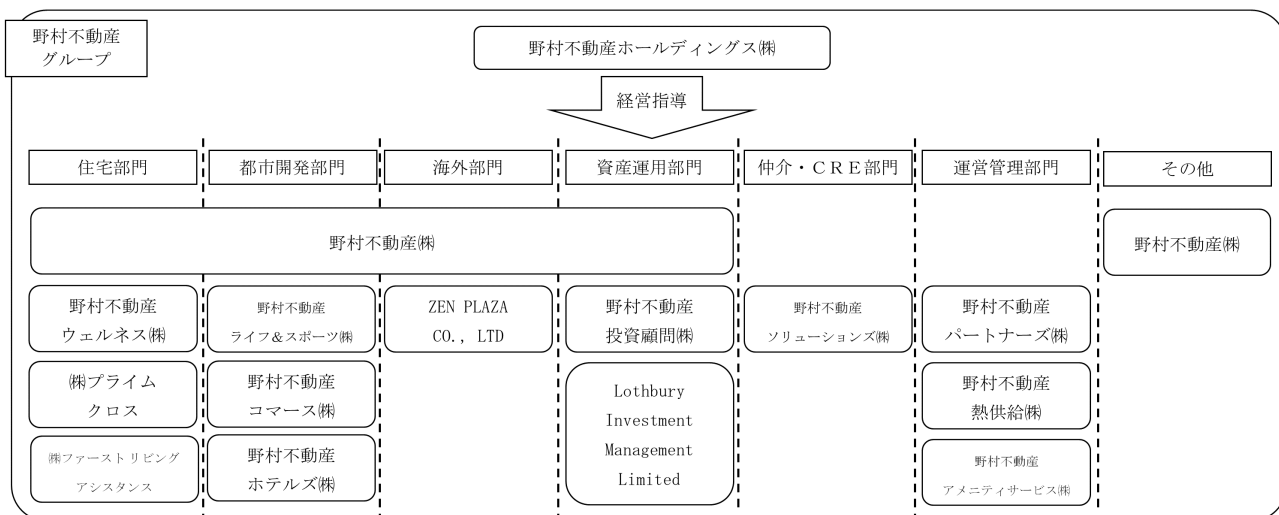 野村不動産
グループ
野村不動産ホールディングス㈱
経営指導
住宅部門
都市開発部門
海外部門
資産運用部門
仲介・ＣＲＥ部門
運営管理部門
その他
野村不動産㈱
野村不動産㈱
野村不動産
ウェルネス㈱
野村不動産
ライフ＆スポーツ㈱
ZEN PLAZA
CO., LTD
野村不動産
投資顧問㈱
野村不動産
ソリューションズ㈱
野村不動産
パートナーズ㈱
㈱プライム
クロス
野村不動産
コマース㈱
Lothbury
Investment
Management
Limited
野村不動産
熱供給㈱
㈱ファーストリビング
アシスタンス
野村不動産
ホテルズ㈱
野村不動産
アメニティサービス㈱